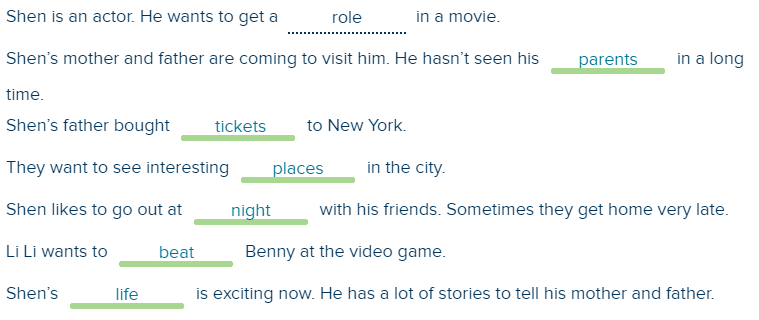 Shen is an actor. He wants to get a role in a movie.
Shen's mother and father are coming to visit him. He hasn't seen his parents in a long
time.
Shen's father bought tickets to New York.
They want to see interesting places in the city.
Shen likes to go out at night with his friends. Sometimes they get home very late.
Li Li wants to beat Benny at the video game.
Shen's life is exciting now. He has a lot of stories to tell his mother and father.